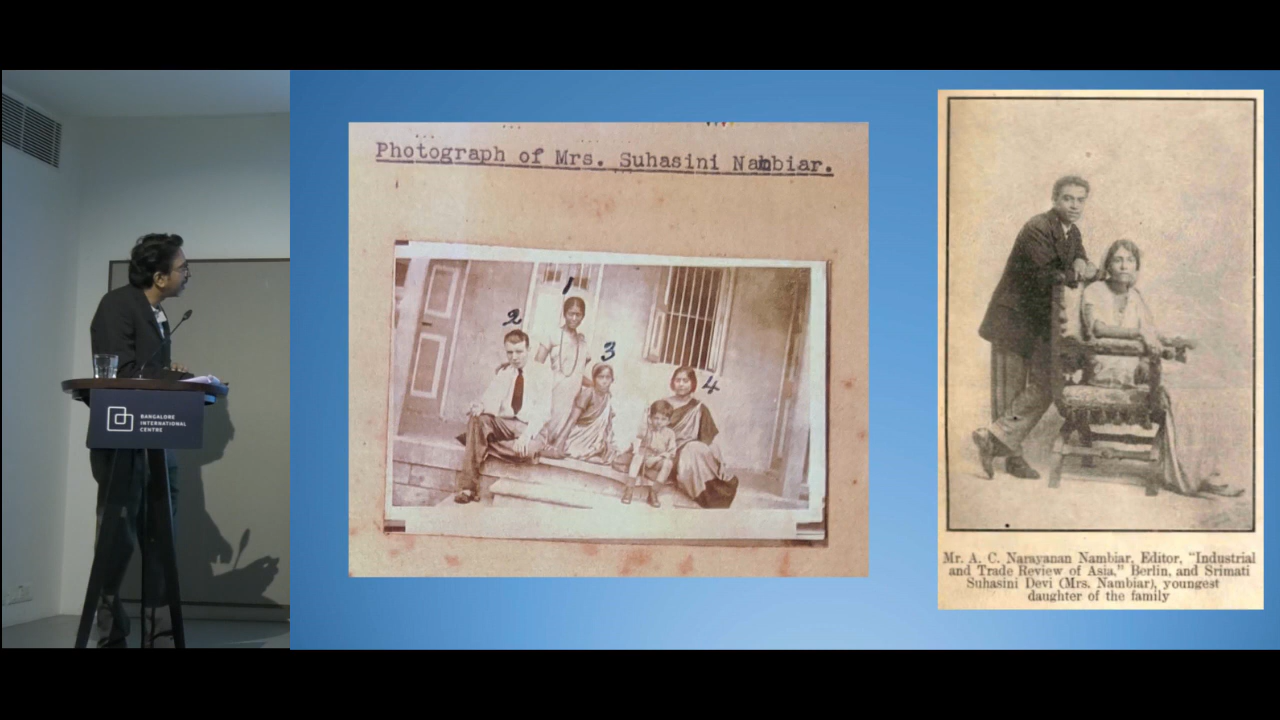 BANGALORE
INTERNATIONAL
CENTRE
Photograph of Mrs. Suhasini Nambiar.
1
2
3
4
Mr. A. C. Narayanan Nambiar, Editor, "Industrial
and Trade Review of Asia," Berlin, and Srimati
Suhasini Devi (Mrs. Nambiar), youngest
daughter of the family